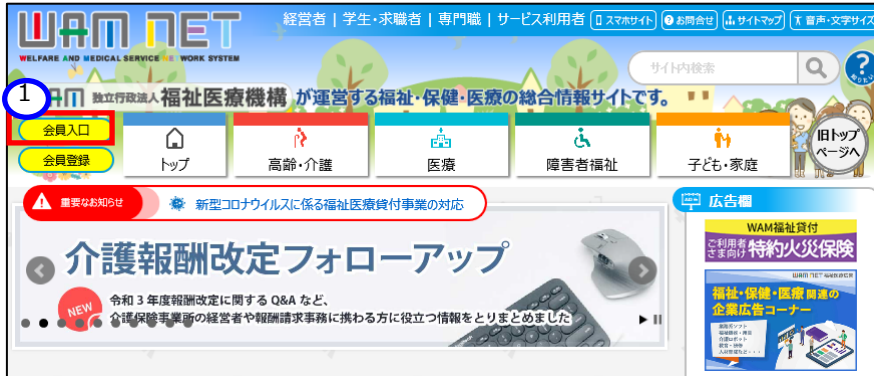 WAM NET
WELFARE AND MEDICAL SERVICE NETWORK SYSTEM
経営者 | 学生・求職者 | 専門職 | サービス利用者
スマホサイト
お問合せ
サイトマップ
音声・文字サイズ
サイト内検索
1
独立行政法人福祉医療機構 が運営する福祉・保健・医療の総合情報サイトです。
会員入口
会員登録
トップ
高齢・介護
医療
障害者福祉
子ども・家庭
旧トップ
ページへ
重要なお知らせ
新型コロナウイルスに係る福祉医療貸付事業の対応
介護報酬改定フォローアップ
NEW
令和3年度報酬改定に関する Q&A など、
介護保険事業所の経営者や報酬請求事務に携わる方に役立つ情報をとりまとめました
広告欄
WAM福祉貸付
ご利用者
さま向け 特約火災保険
福祉・保健・医療 関連の
企業広告コーナー